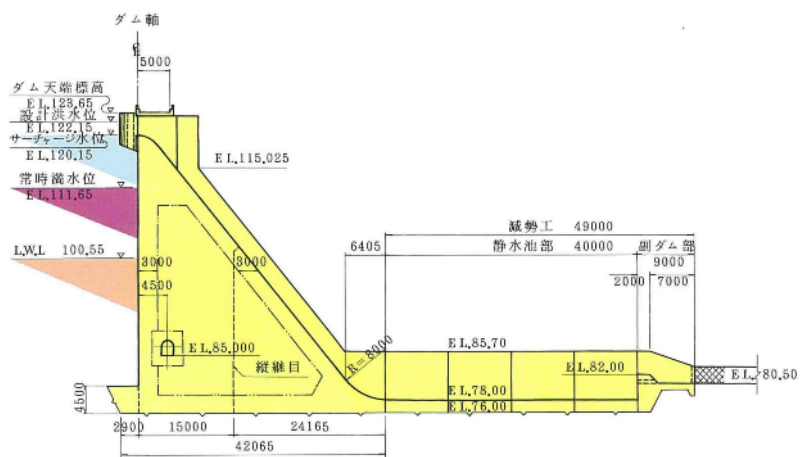 ダム軸
℄
5000
ダム天端標高
EL.123.65
設計洪水位
EL.122.15
サーチャージ水位
EL.120.15
EL.115.025
常時満水位
EL.111.65
減勢工 49000
6405
静水池部 40000
副ダム部
9000
L.W.L 100.55
3000
3000
2000
7000
4500
EL.85.000
R=8000
EL.85.70
縦継目
EL.82.00
EL.80.50
4500
EL.78.00
EL.76.00
2900
15000
24165
42065